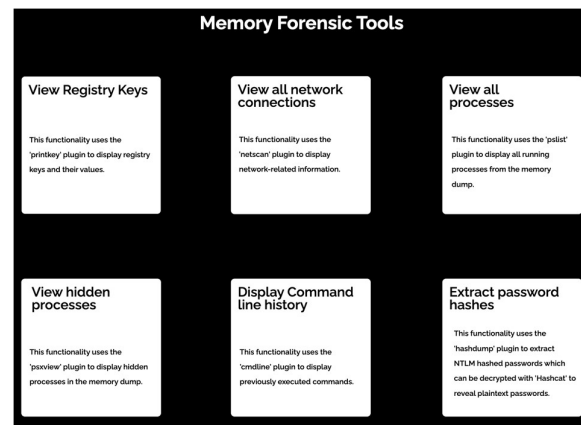 Memory Forensic Tools
View Registry Keys
This functionality uses the
'printkey' plugin to display registry
keys and their values.
View all network
connections
This functionality uses the
'netscan' plugin to display
network-related information.
View all
processes
This functionality uses the 'pslist'
plugin to display all running
processes from the memory
dump.
View hidden
processes
This functionality uses the
'psxview' plugin to display hidden
processes in the memory dump.
Display Command
line history
This functionality uses the
'cmdline' plugin to display
previously executed commands.
Extract password
hashes
This functionality uses the
'hashdump' plugin to extract
NTLM hashed passwords which
can be decrypted with 'Hashcat' to
reveal plaintext passwords.